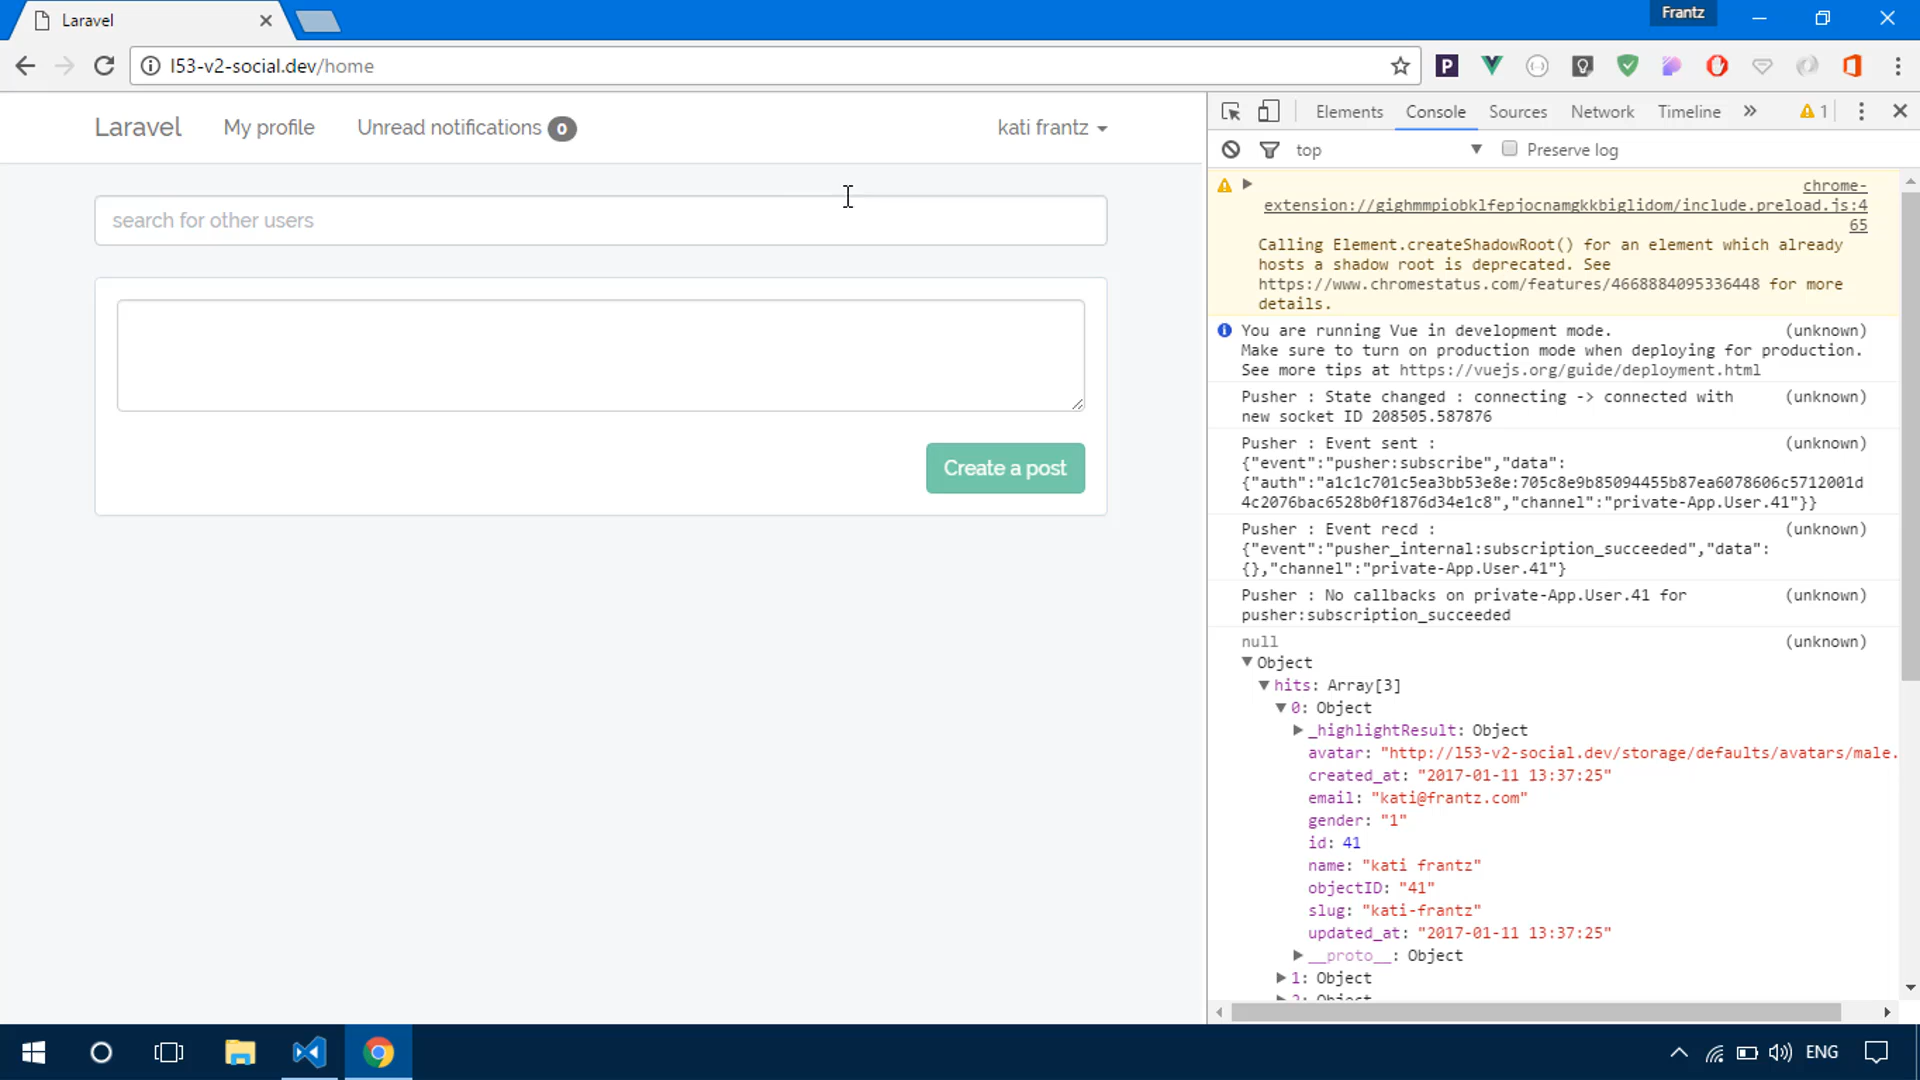 Laravel
Frantz
l53-v2-social.dev/home
Laravel
My profile
Unread notifications 0
kati frantz
search for other users
Create a post
Elements
Console
Sources
Network
Timeline
1
top
Preserve log
chrome-
extension://gighmmpiobklfepjocnamgkkbiglidom/include.preload.js:4
65
Calling Element.createShadowRoot() for an element which already
hosts a shadow root is deprecated. See
https://www.chromestatus.com/features/4668884095336448 for more
details.
You are running Vue in development mode. (unknown)
Make sure to turn on production mode when deploying for production.
See more tips at https://vuejs.org/guide/deployment.html
Pusher : State changed : connecting -> connected with (unknown)
new socket ID 208505.587876
Pusher : Event sent : (unknown)
{"event":"pusher:subscribe","data":
{"auth":"a1c1c701c5ea3bb53e8e:705c8e9b85094455b87ea6078606c5712001d
4c2076bac6528b0f1876d34e1c8","channel":"private-App.User.41"}}
Pusher : Event recd : (unknown)
{"event":"pusher_internal:subscription_succeeded","data":
{},"channel":"private-App.User.41"}
Pusher : No callbacks on private-App.User.41 for (unknown)
pusher:subscription_succeeded
null (unknown)
Object
hits: Array[3]
0: Object
_highlightResult: Object
avatar: "http://l53-v2-social.dev/storage/defaults/avatars/male.
created_at: "2017-01-11 13:37:25"
email: "kati@frantz.com"
gender: "1"
id: 41
name: "kati frantz"
objectID: "41"
slug: "kati-frantz"
updated_at: "2017-01-11 13:37:25"
__proto__: Object
1: Object
2: Object
ENG